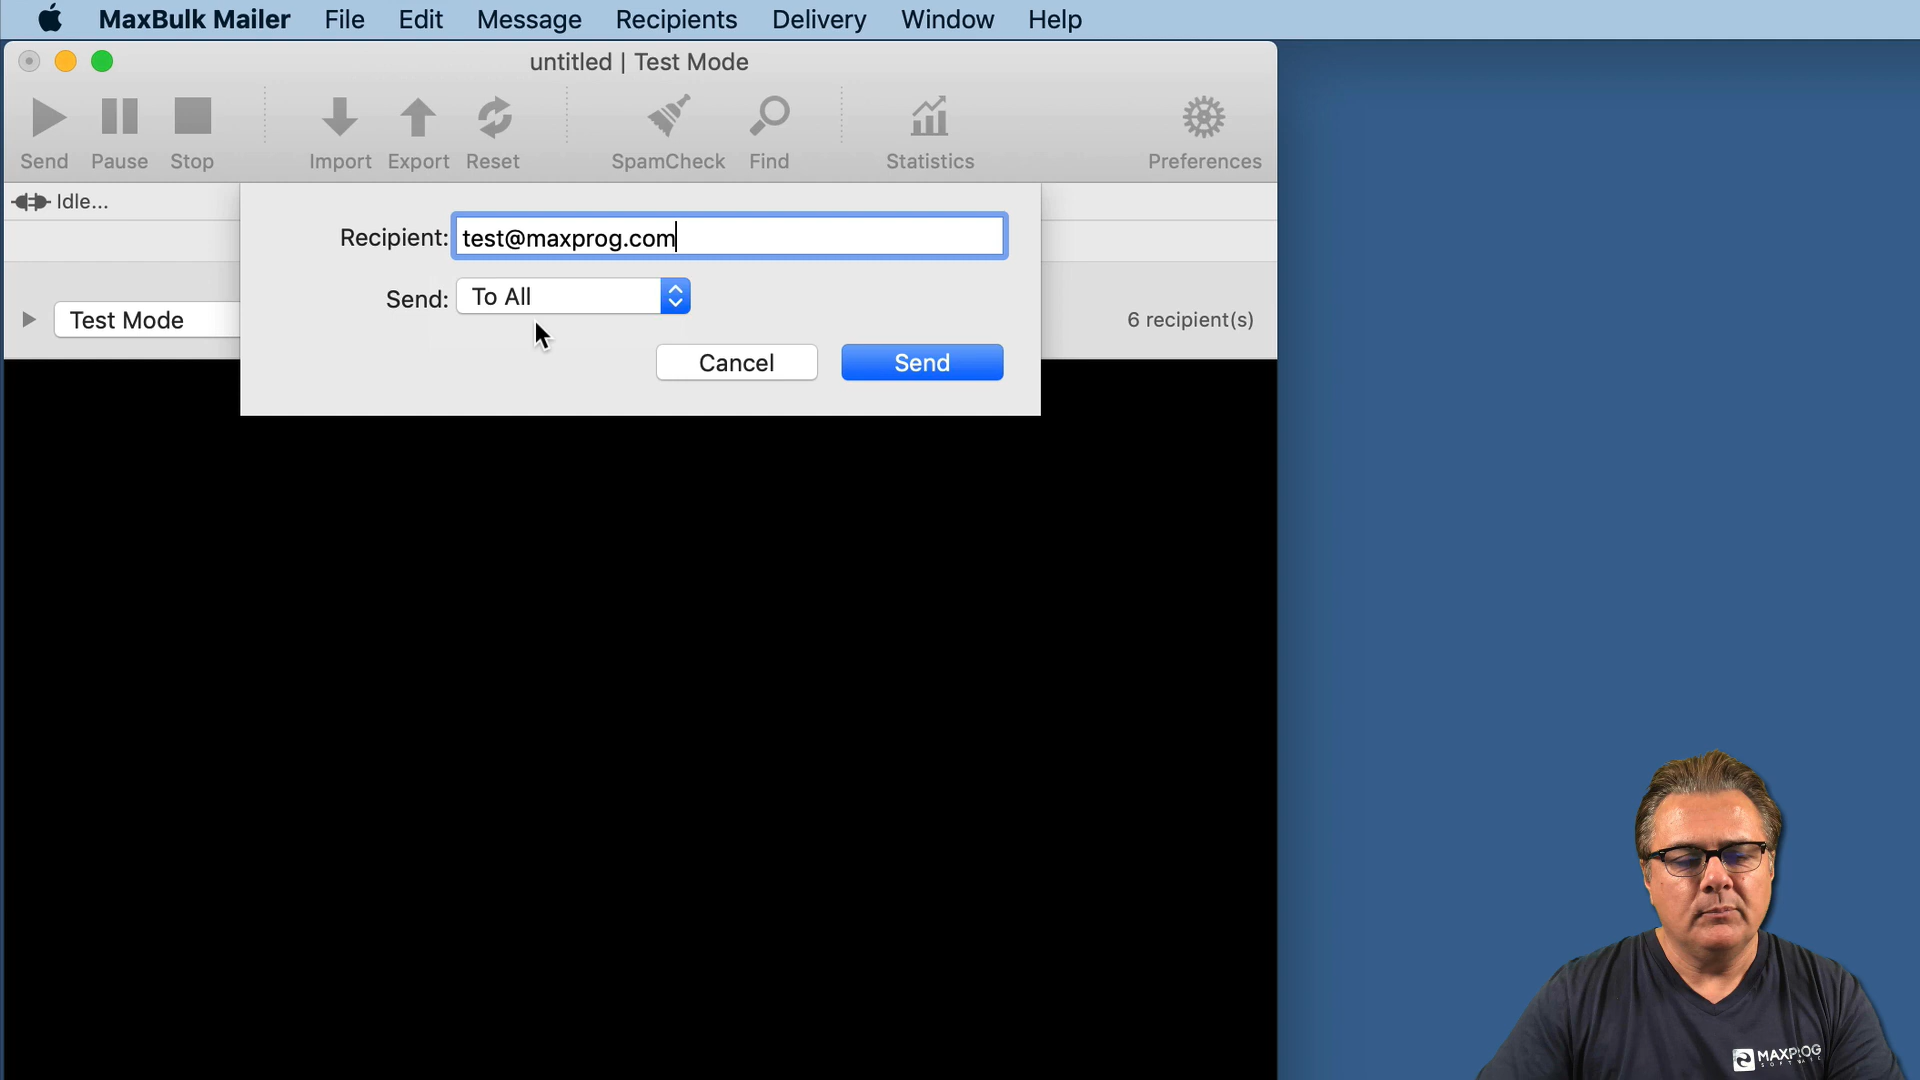 MaxBulk Mailer File Edit Message Recipients Delivery Window Help
untitled | Test Mode
Send Pause Stop Import Export Reset SpamCheck Find Statistics Preferences
Idle...
Recipient: test@maxprog.com
Send: To All
Test Mode
6 recipient(s)
Cancel Send
MAXPROG
SOFTWARE